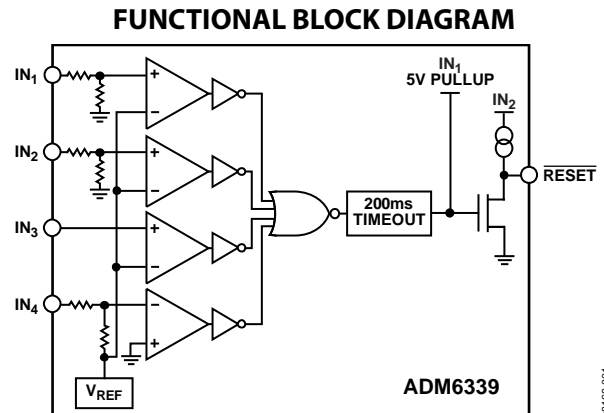 FUNCTIONAL BLOCK DIAGRAM
IN1
5V PULLUP
IN2
IN1
+
−
IN2
+
−
RESET
200ms
TIMEOUT
IN3
+
−
IN4
−
+
VREF
ADM6339